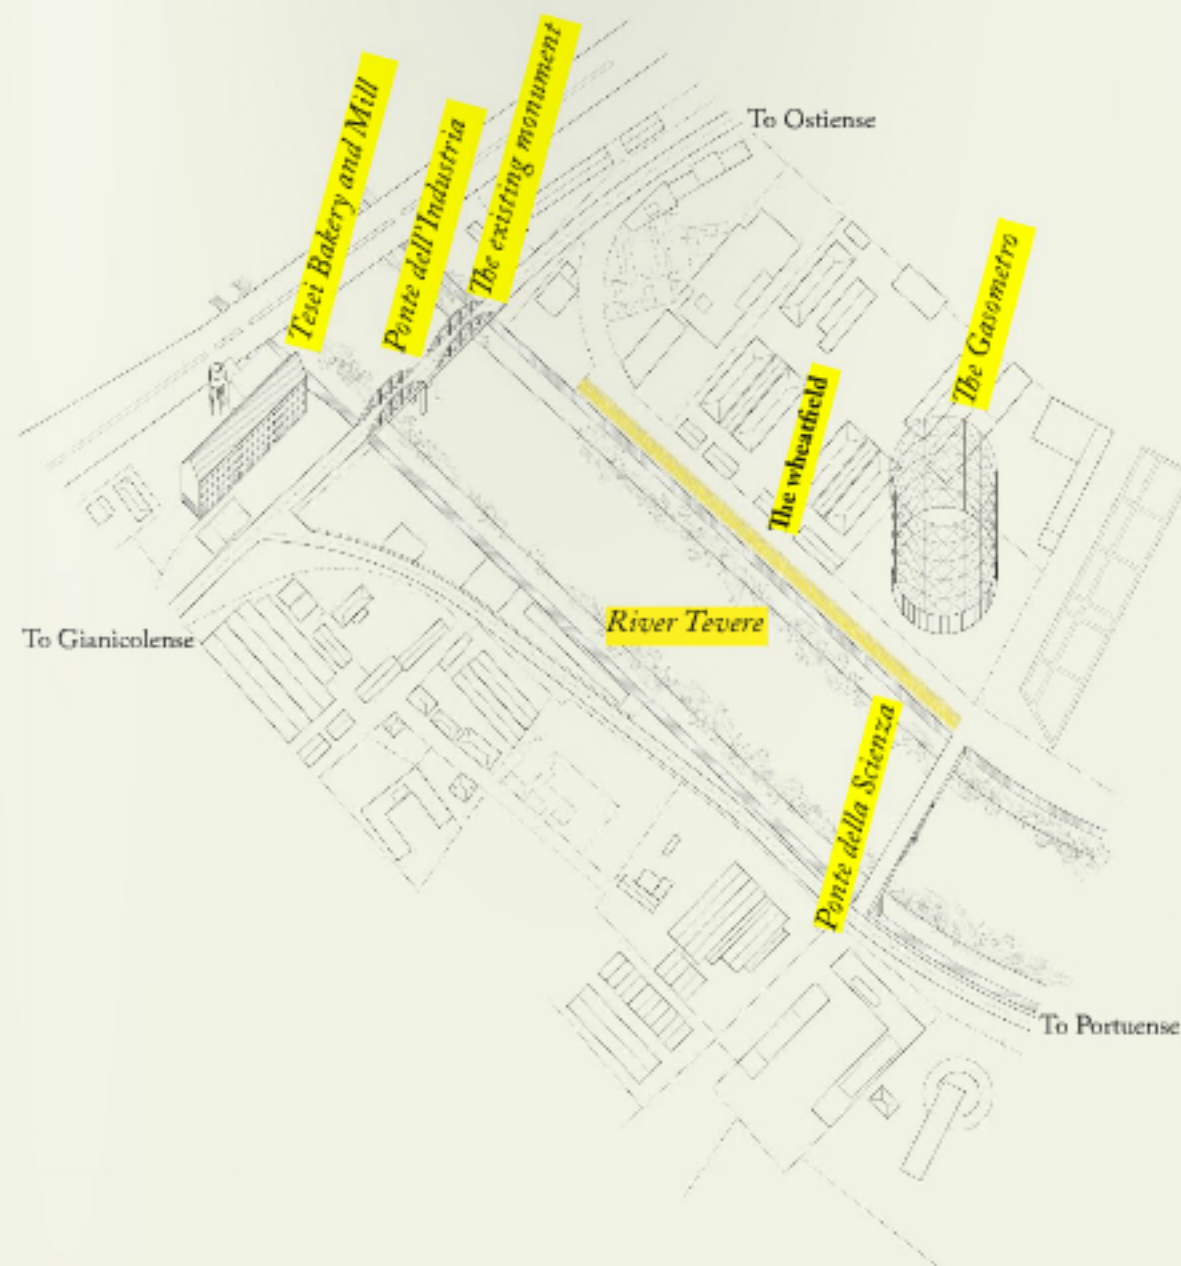 Tesei Bakery and Mill
Ponte dell'Industria
The existing monument
To Ostiense
The Gasometro
The wheatfield
River Tevere
To Gianicolense
Ponte della Scienza
To Portuense